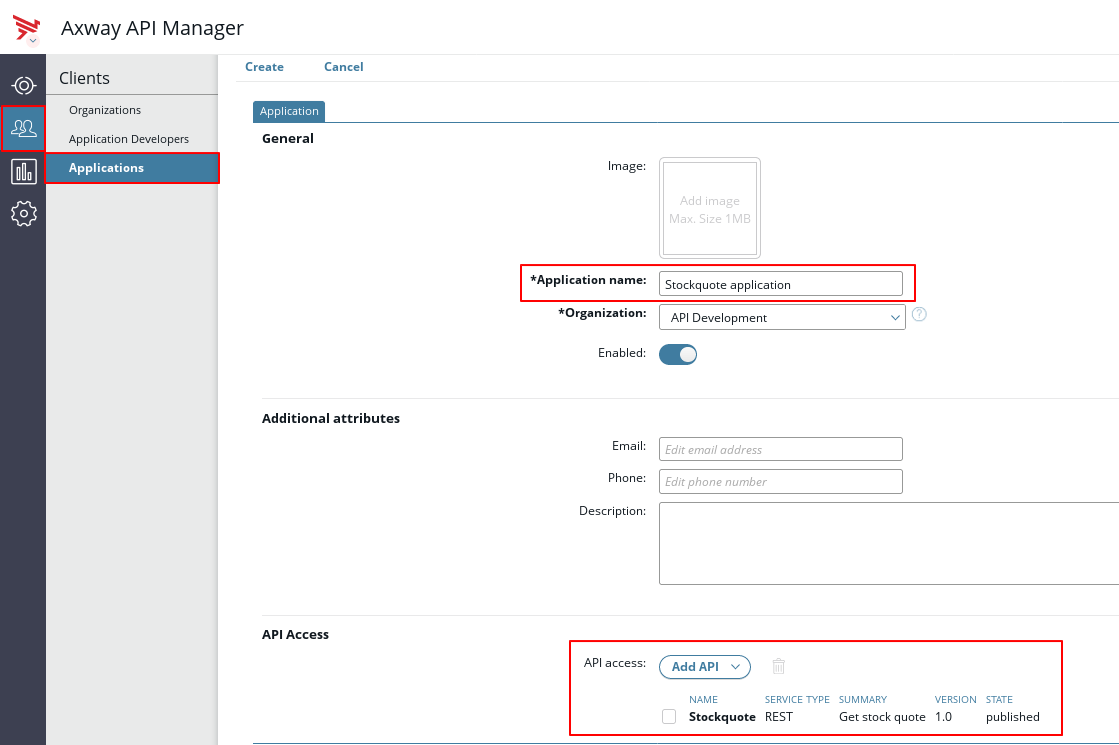 Axway API Manager
Clients
Organizations
Application Developers
Applications
Create Cancel
Application
General
Image:
Add image
Max. Size 1MB
*Application name: Stockquote application
*Organization: API Development ?
Enabled:
Additional attributes
Email: Edit email address
Phone: Edit phone number
Description:
API Access
API access: Add API
NAME SERVICE TYPE SUMMARY VERSION STATE
Stockquote REST Get stock quote 1.0 published